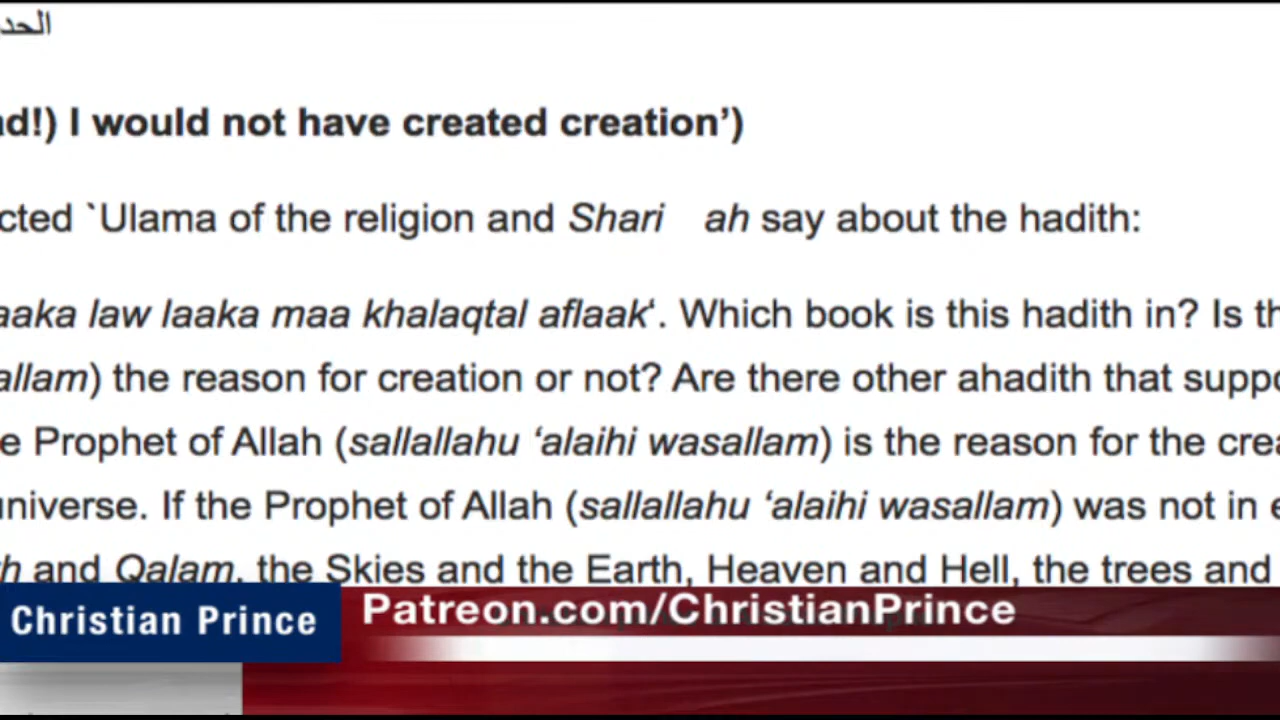 الحد
ad!) I would not have created creation’)
cted `Ulama of the religion and Shari ah say about the hadith:
aaka law laaka maa khalaqtal aflaak‘. Which book is this hadith in? Is th
allam) the reason for creation or not? Are there other ahadith that suppo
e Prophet of Allah (sallallahu ‘alaihi wasallam) is the reason for the crea
universe. If the Prophet of Allah (sallallahu ‘alaihi wasallam) was not in e
h and Qalam, the Skies and the Earth, Heaven and Hell, the trees and
Christian Prince
Patreon.com/ChristianPrince